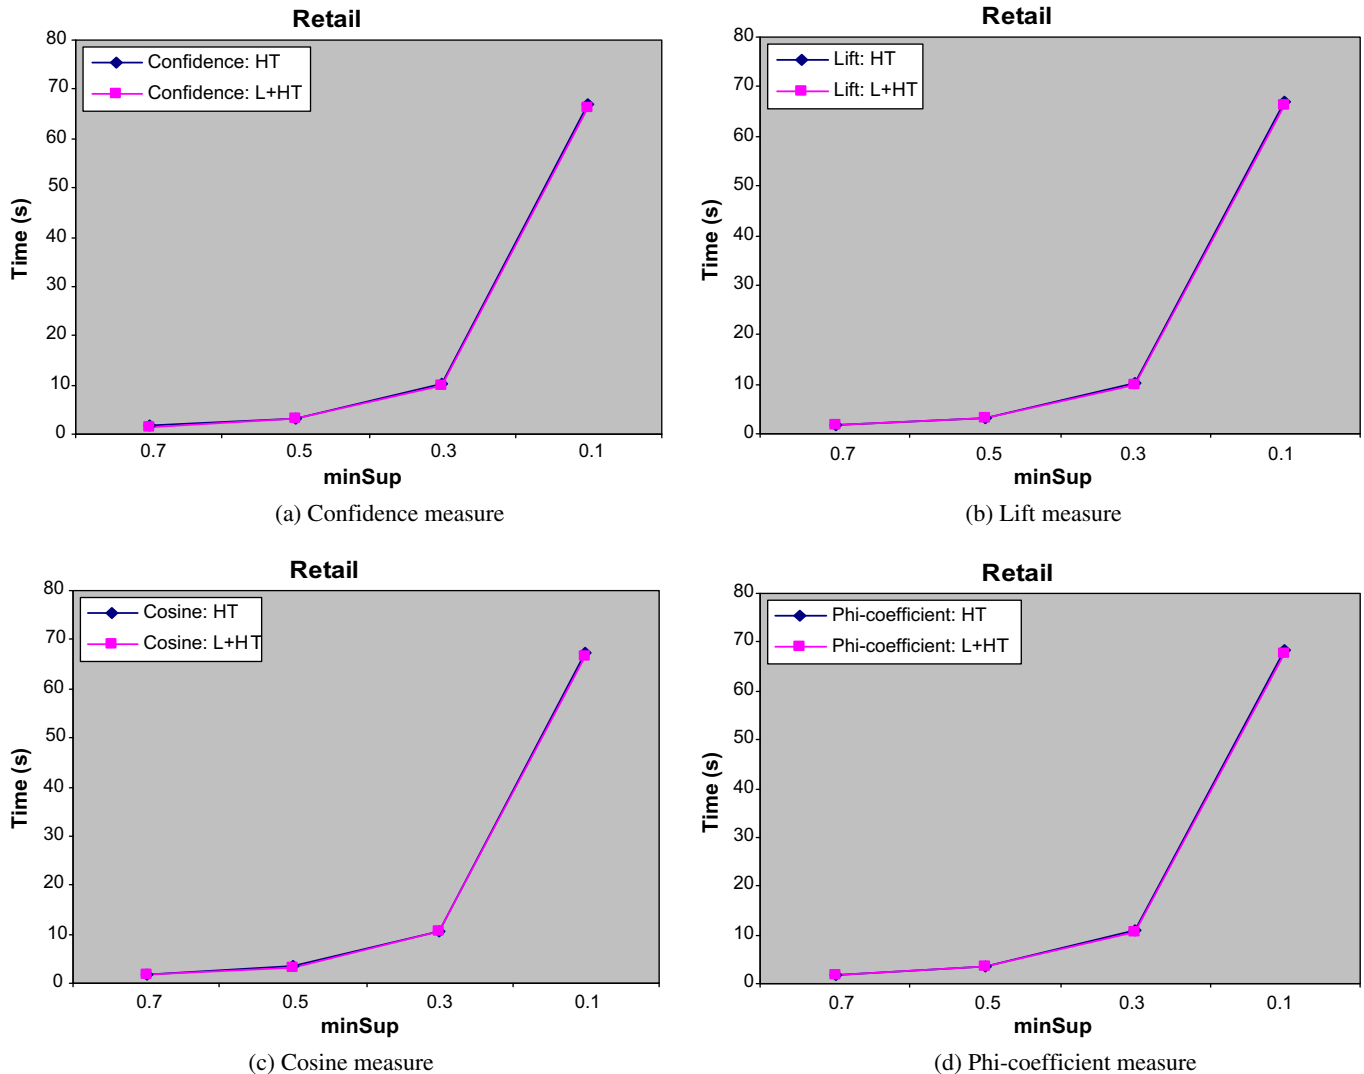 Retail
80
70
60
50
40
30
20
10
0
Time (s)
Confidence: HT
Confidence: L+HT
0.7 0.5 0.3 0.1
minSup
(a) Confidence measure
Retail
80
70
60
50
40
30
20
10
0
Time (s)
Lift: HT
Lift: L+HT
0.7 0.5 0.3 0.1
minSup
(b) Lift measure
Retail
80
70
60
50
40
30
20
10
0
Time (s)
Cosine: HT
Cosine: L+HT
0.7 0.5 0.3 0.1
minSup
(c) Cosine measure
Retail
80
70
60
50
40
30
20
10
0
Time (s)
Phi-coefficient: HT
Phi-coefficient: L+HT
0.7 0.5 0.3 0.1
minSup
(d) Phi-coefficient measure